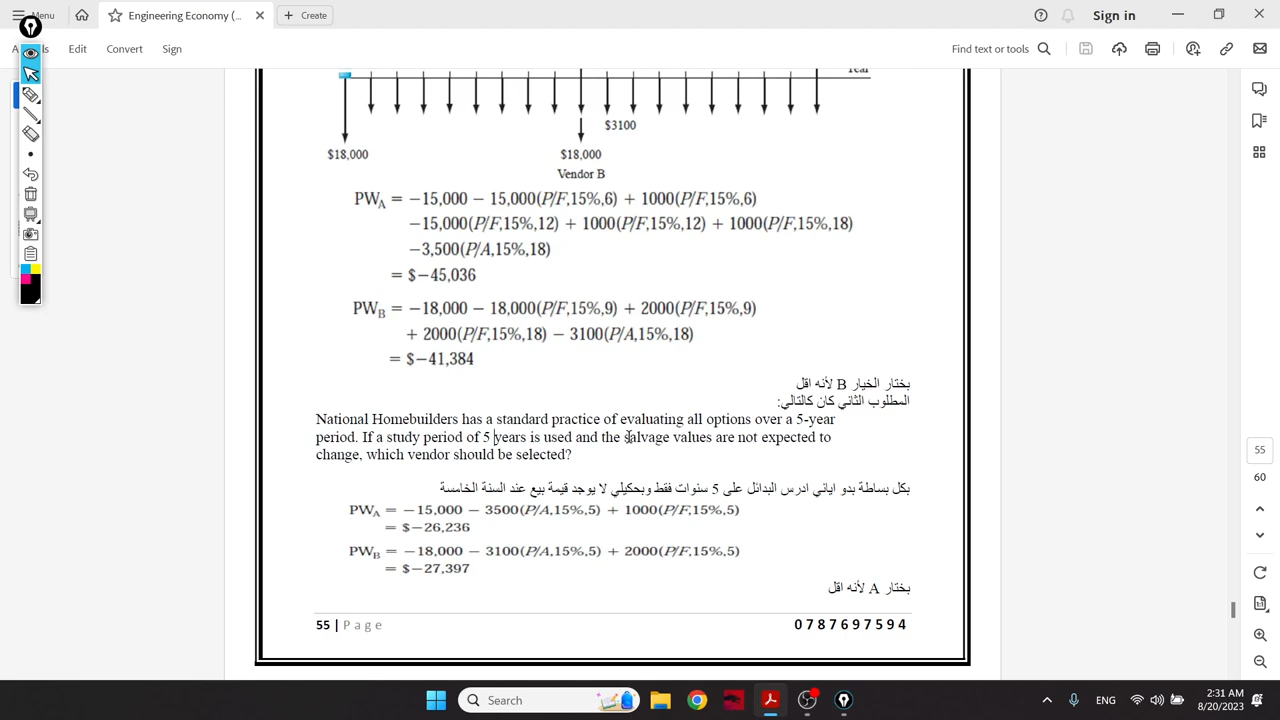 Menu
Engineering Economy (...
Create
Sign in
Edit
Convert
Sign
Find text or tools
Year
$3100
$18,000
$18,000
Vendor B
PWA = −15,000 − 15,000(P/F,15%,6) + 1000(P/F,15%,6)
−15,000(P/F,15%,12) + 1000(P/F,15%,12) + 1000(P/F,15%,18)
−3,500(P/A,15%,18)
= $−45,036
PWB = −18,000 − 18,000(P/F,15%,9) + 2000(P/F,15%,9)
+ 2000(P/F,15%,18) − 3100(P/A,15%,18)
= $−41,384
بختار الخيار B لأنه اقل
المطلوب الثاني كان كالتالي:
National Homebuilders has a standard practice of evaluating all options over a 5-year
period. If a study period of 5 years is used and the salvage values are not expected to
change, which vendor should be selected?
بكل بساطة بدو اياني ادرس البدائل على 5 سنوات فقط وبحكيلي لا يوجد قيمة بيع عند السنة الخامسة
PWA = −15,000 − 3500(P/A,15%,5) + 1000(P/F,15%,5)
= $−26,236
PWB = −18,000 − 3100(P/A,15%,5) + 2000(P/F,15%,5)
= $−27,397
بختار A لأنه اقل
55 | Page
0787697594
55
60
Search
ENG
2:31 AM
8/20/2023